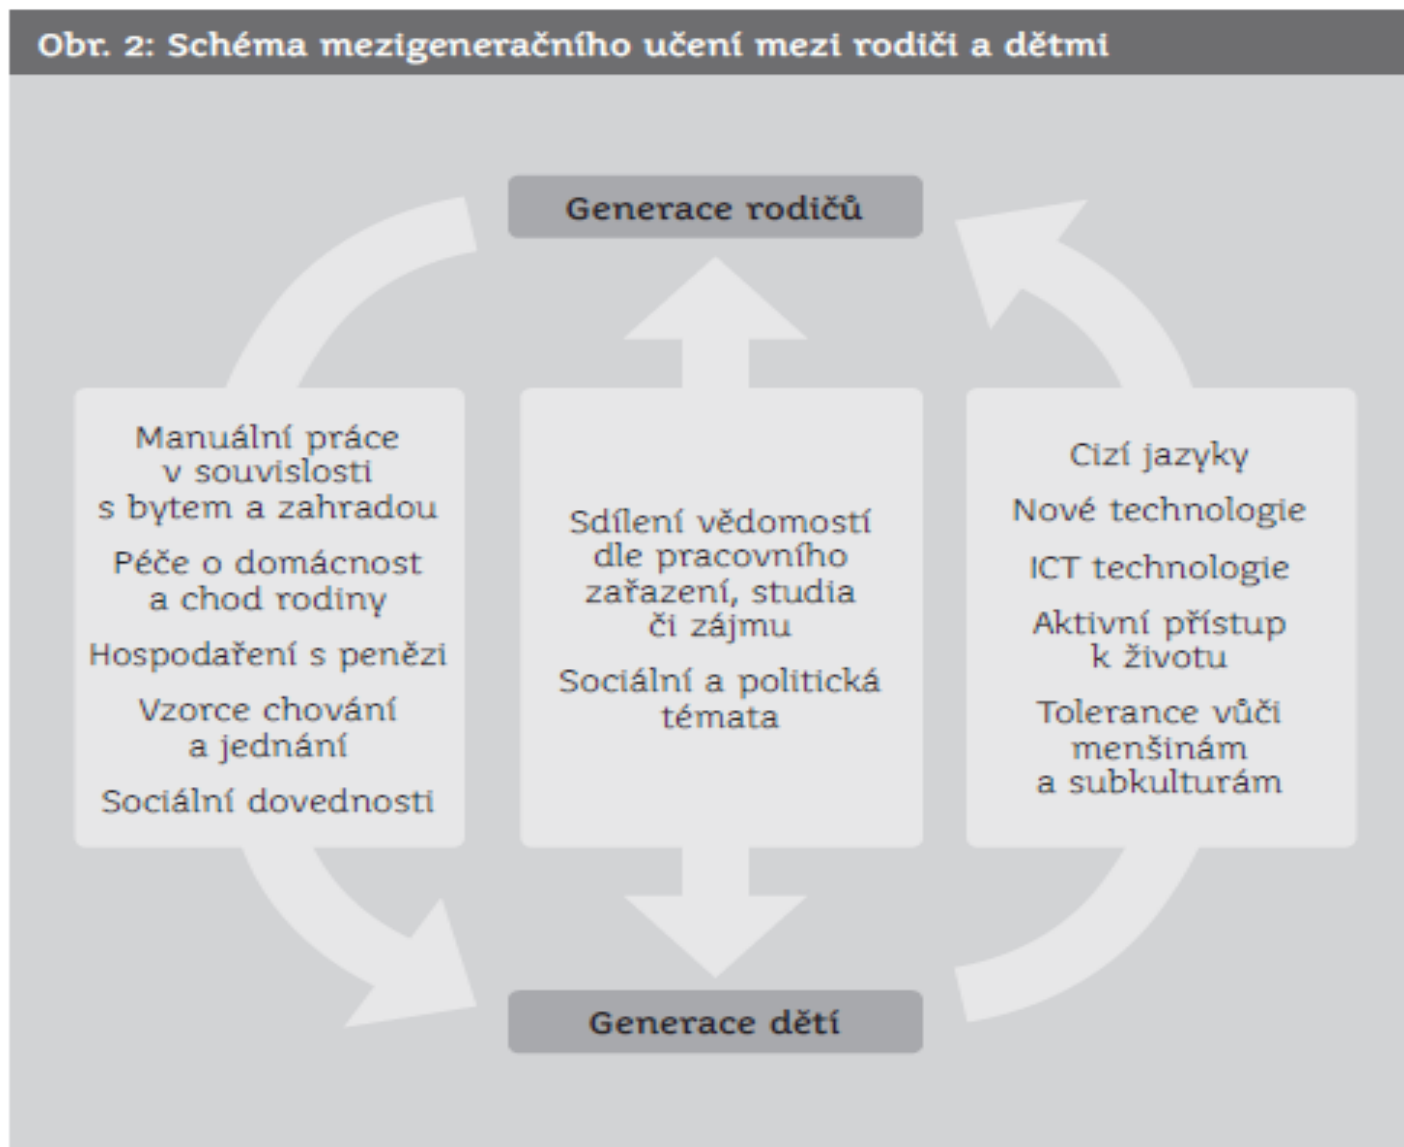 Obr. 2: Schéma mezigeneračního učení mezi rodiči a dětmi
Generace rodičů
Manuální práce
v souvislosti
s bytem a zahradou
Péče o domácnost
a chod rodiny
Hospodaření s penězi
Vzorce chování
a jednání
Sociální dovednosti
Sdílení vědomostí
dle pracovního
zařazení, studia
či zájmu
Sociální a politická
témata
Cizí jazyky
Nové technologie
ICT technologie
Aktivní přístup
k životu
Tolerance vůči
menšinám
a subkulturám
Generace dětí